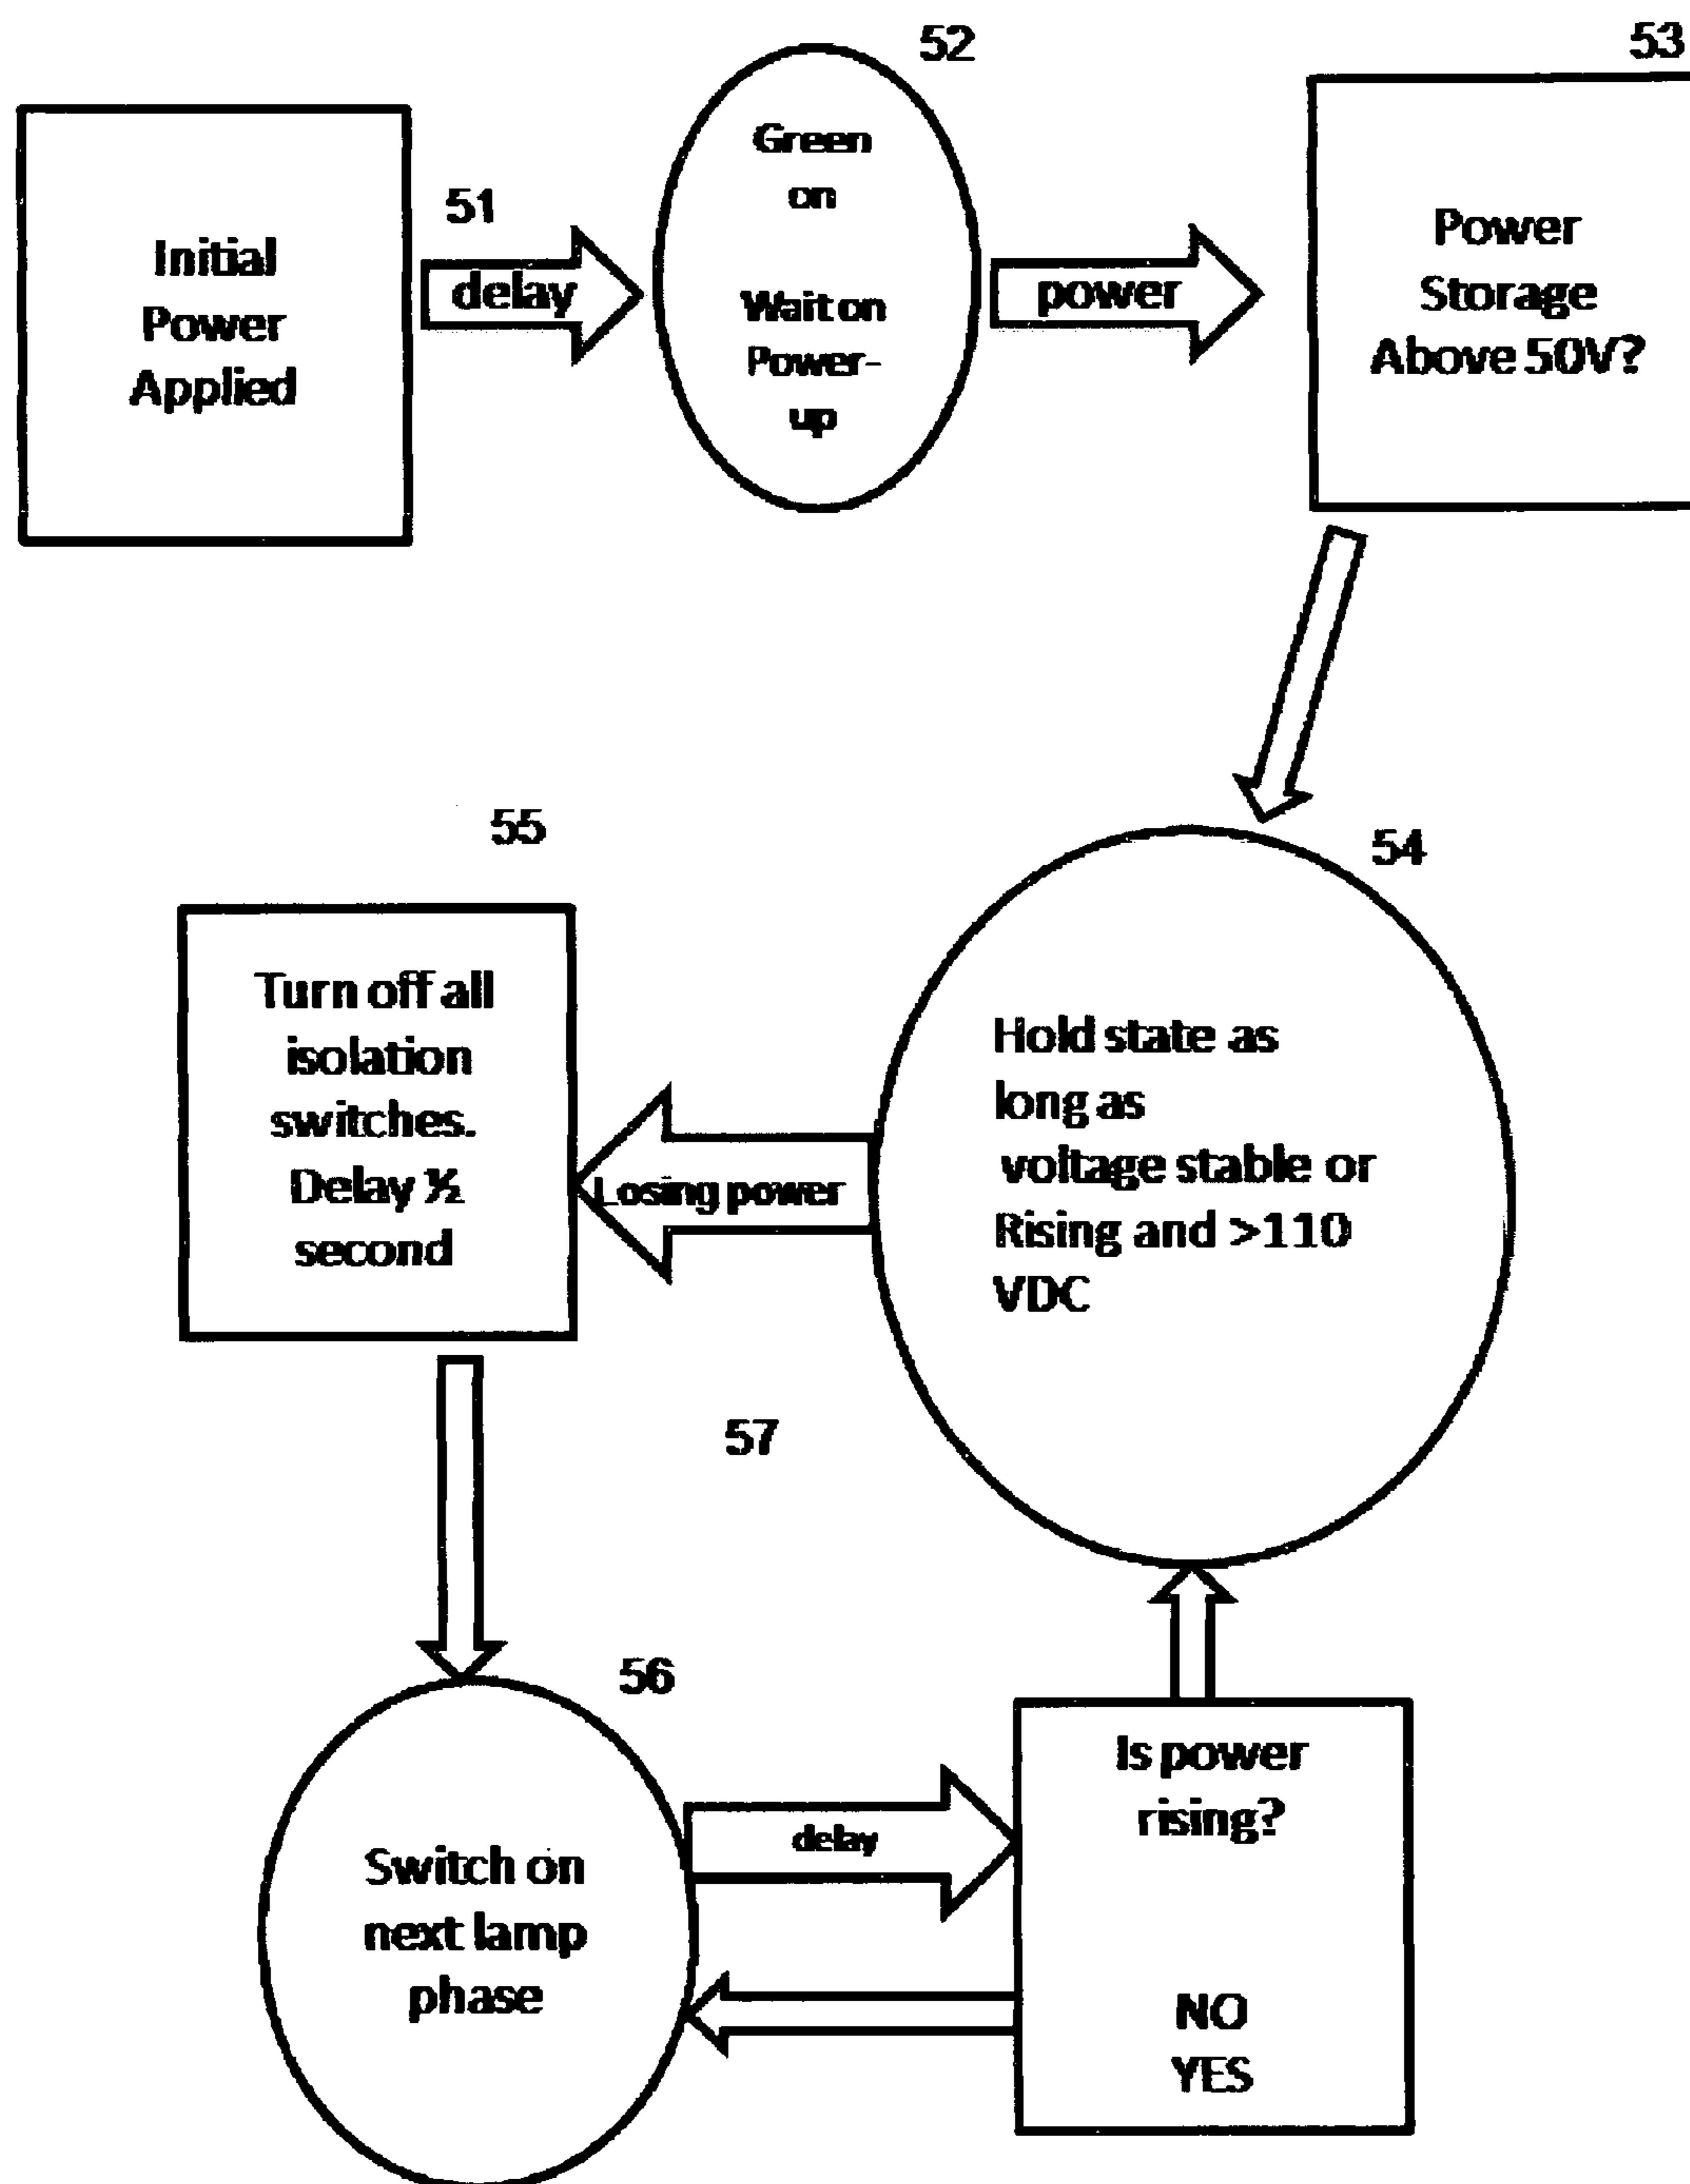 52
53
51
Initial
Power
Applied
delay
Green
on
Wait on
Power-
up
power
Power
Storage
Above 50V?
55
54
Turn off all
isolation
switches.
Delay ½
second
Losing power
Hold state as
long as
voltage stable or
Rising and >110
VDC
57
56
Switch on
next lamp
phase
delay
Is power
rising?
NO
YES